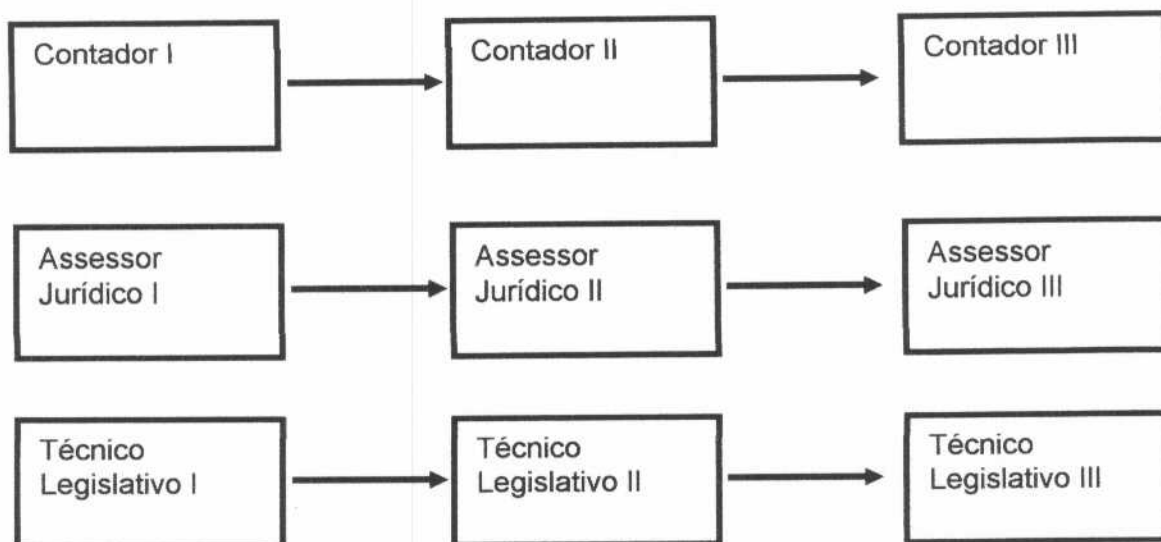 Contador I
Contador II
Contador III
Assessor
Jurídico I
Assessor
Jurídico II
Assessor
Jurídico III
Técnico
Legislativo I
Técnico
Legislativo II
Técnico
Legislativo III